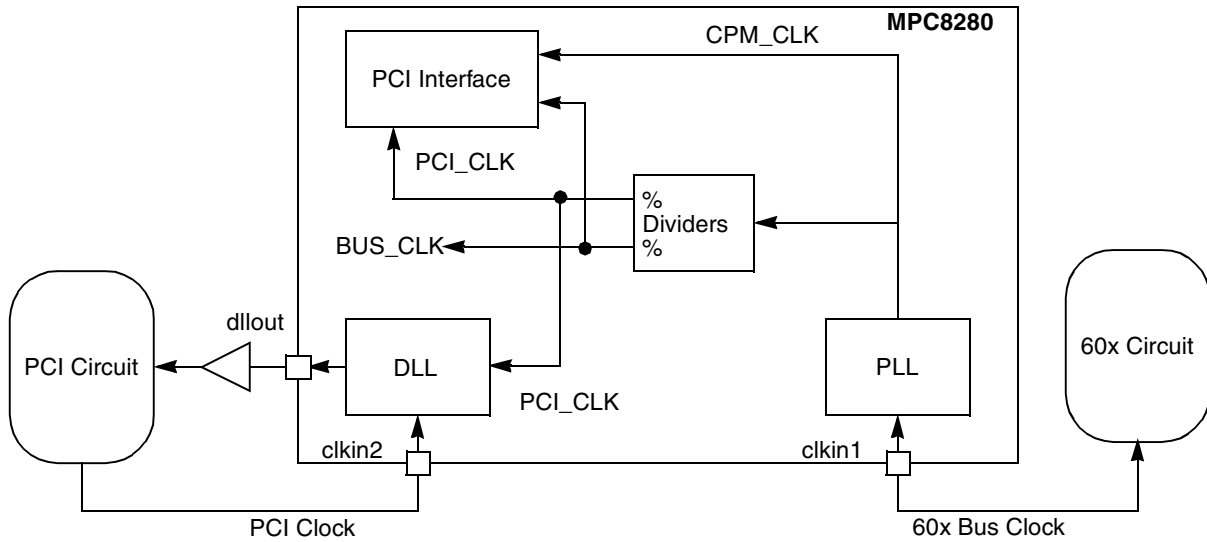 MPC8280
CPM_CLK
PCI Interface
PCI_CLK
%
Dividers
%
BUS_CLK
dllout
PCI Circuit
DLL
PLL
60x Circuit
PCI_CLK
clkin2
clkin1
PCI Clock
60x Bus Clock